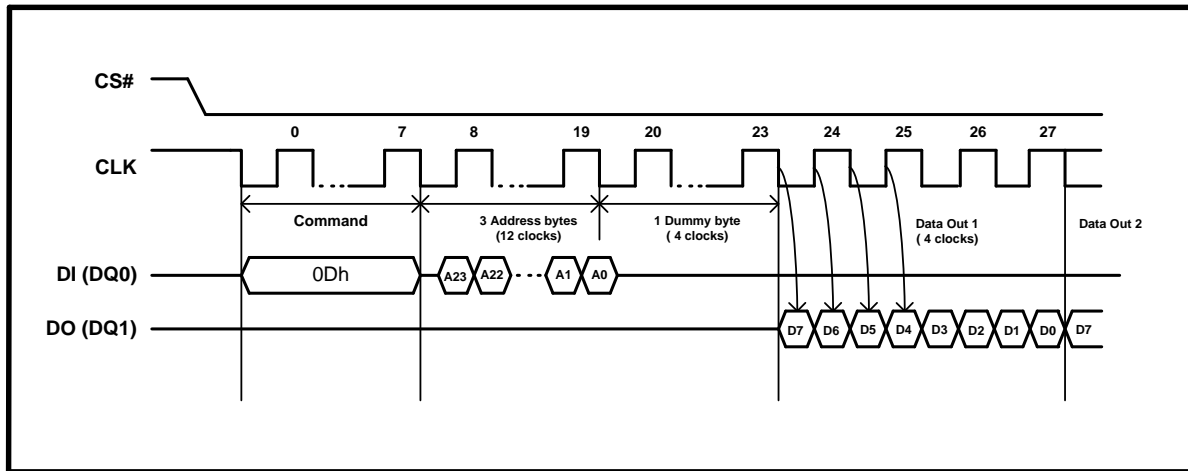 CS#
0 7 8 19 20 23 24 25 26 27
CLK
Command
3 Address bytes
(12 clocks)
1 Dummy byte
( 4 clocks)
Data Out 1
( 4 clocks)
Data Out 2
DI (DQ0)
0Dh
A23 A22 A1 A0
DO (DQ1)
D7 D6 D5 D4 D3 D2 D1 D0 D7